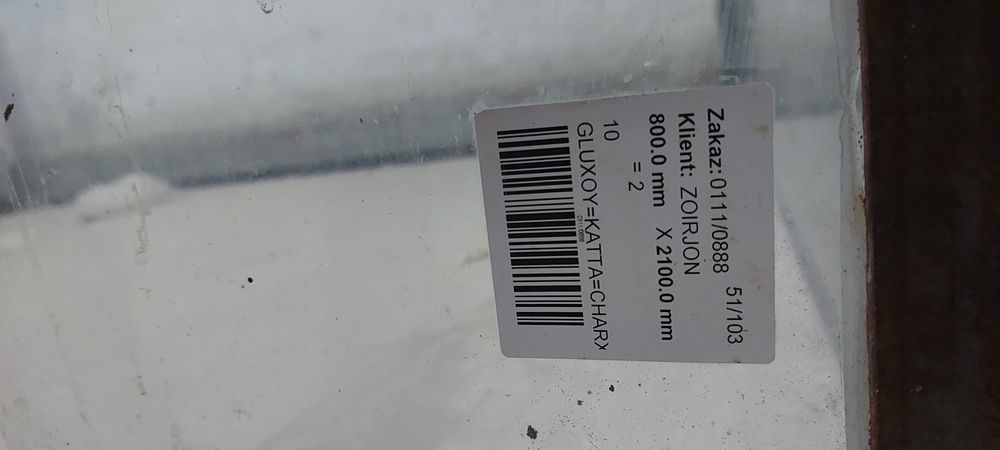 Zakaz: 0111/0888 51/103
Klient: ZOIRJON
800.0 mm X 2100.0 mm
= 2
10
GLUXOY=KATTA=CHARX